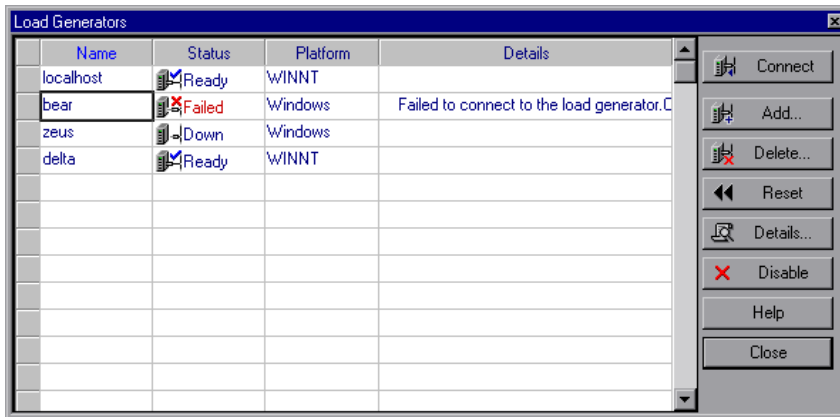 Load Generators
Name Status Platform Details
localhost Ready WINNT
bear Failed Windows Failed to connect to the load generator.
zeus Down Windows
delta Ready WINNT
Connect
Add...
Delete...
Reset
Details...
Disable
Help
Close